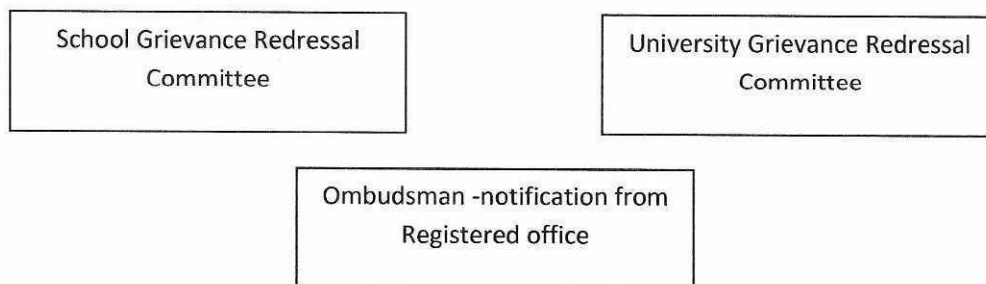 School Grievance Redressal
Committee
University Grievance Redressal
Committee
Ombudsman -notification from
Registered office